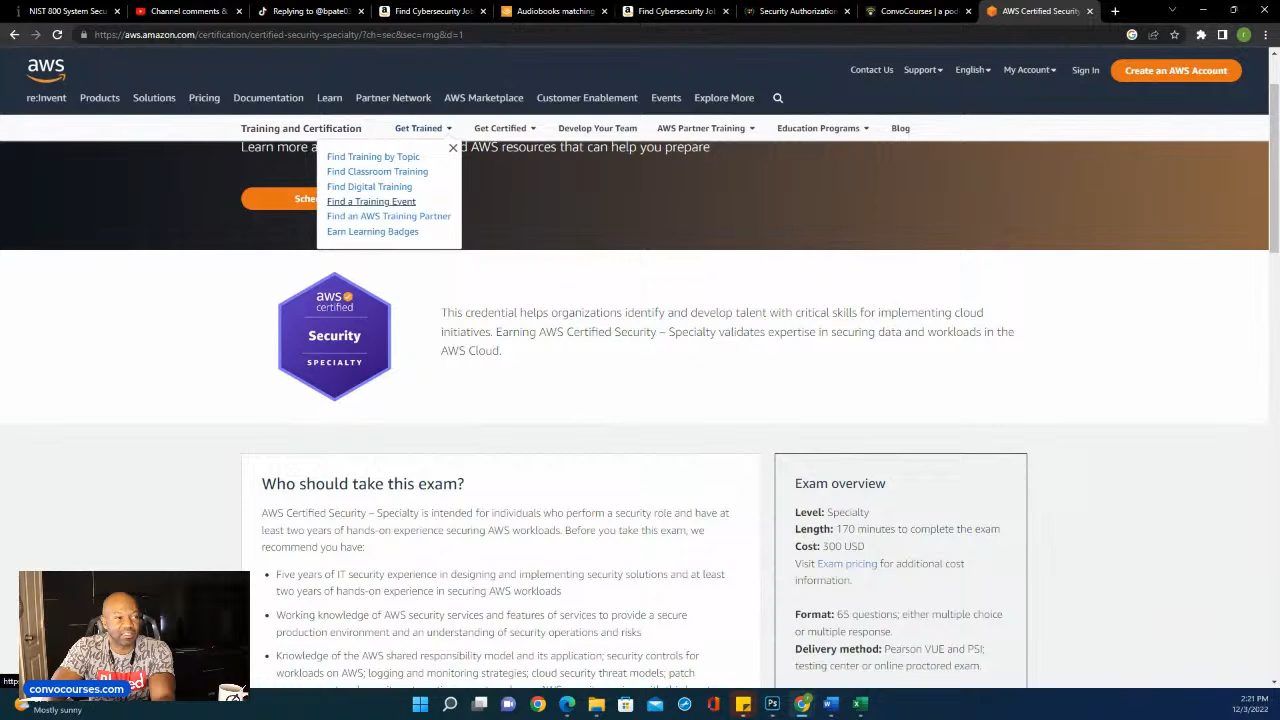 NIST 800 System Secu
Channel comments &
Replying to @bpate03
Find Cybersecurity Job
Audiobooks matching
Find Cybersecurity Jol
Security Authorization
ConvoCourses | a pod
AWS Certified Security
https://aws.amazon.com/certification/certified-security-specialty/?ch=sec&sec=rmg&d=1
aws
Contact Us
Support
English
My Account
Sign In
Create an AWS Account
re:Invent
Products
Solutions
Pricing
Documentation
Learn
Partner Network
AWS Marketplace
Customer Enablement
Events
Explore More
Training and Certification
Get Trained
Get Certified
Develop Your Team
AWS Partner Training
Education Programs
Blog
Learn more a
d AWS resources that can help you prepare
Find Training by Topic
Find Classroom Training
Find Digital Training
Find a Training Event
Find an AWS Training Partner
Earn Learning Badges
Sche
aws
certified
Security
SPECIALTY
This credential helps organizations identify and develop talent with critical skills for implementing cloud
initiatives. Earning AWS Certified Security – Specialty validates expertise in securing data and workloads in the
AWS Cloud.
Who should take this exam?
AWS Certified Security – Specialty is intended for individuals who perform a security role and have at
least two years of hands-on experience securing AWS workloads. Before you take this exam, we
recommend you have:
• Five years of IT security experience in designing and implementing security solutions and at least
two years of hands-on experience in securing AWS workloads
• Working knowledge of AWS security services and features of services to provide a secure
production environment and an understanding of security operations and risks
• Knowledge of the AWS shared responsibility model and its application; security controls for
workloads on AWS; logging and monitoring strategies; cloud security threat models; patch
Exam overview
Level: Specialty
Length: 170 minutes to complete the exam
Cost: 300 USD
Visit Exam pricing for additional cost
information.
Format: 65 questions; either multiple choice
or multiple response.
Delivery method: Pearson VUE and PSI;
testing center or online proctored exam.
http
convocourses.com
Mostly sunny
2:21 PM
12/3/2022